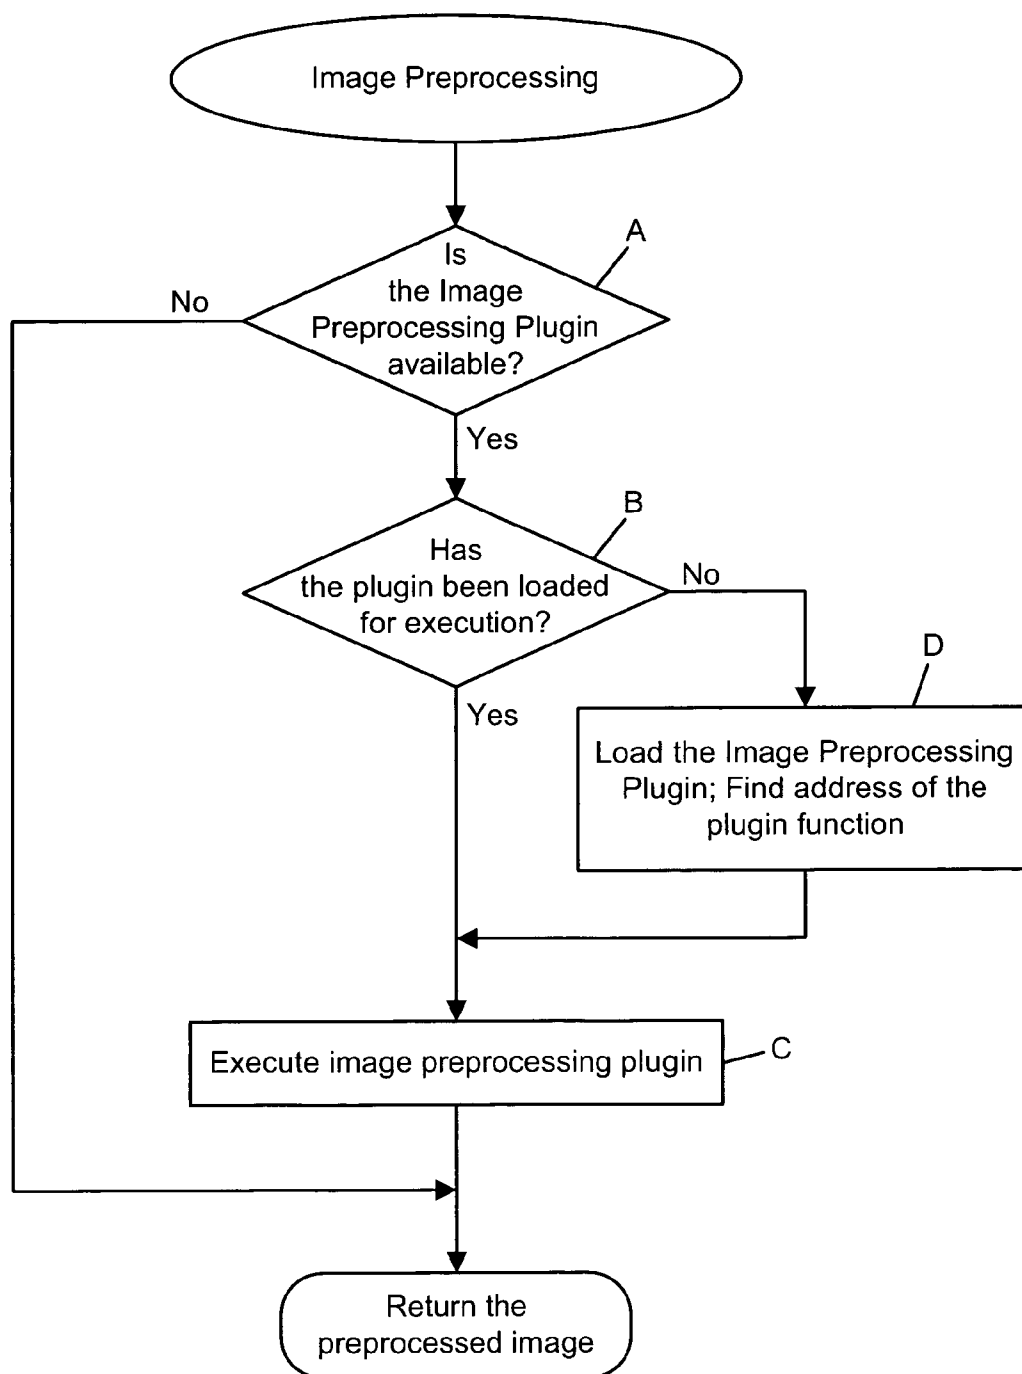 Image Preprocessing
A
Is
the Image
Preprocessing Plugin
available?
No
Yes
B
Has
the plugin been loaded
for execution?
No
Yes
D
Load the Image Preprocessing
Plugin; Find address of the
plugin function
Execute image preprocessing plugin
C
Return the
preprocessed image